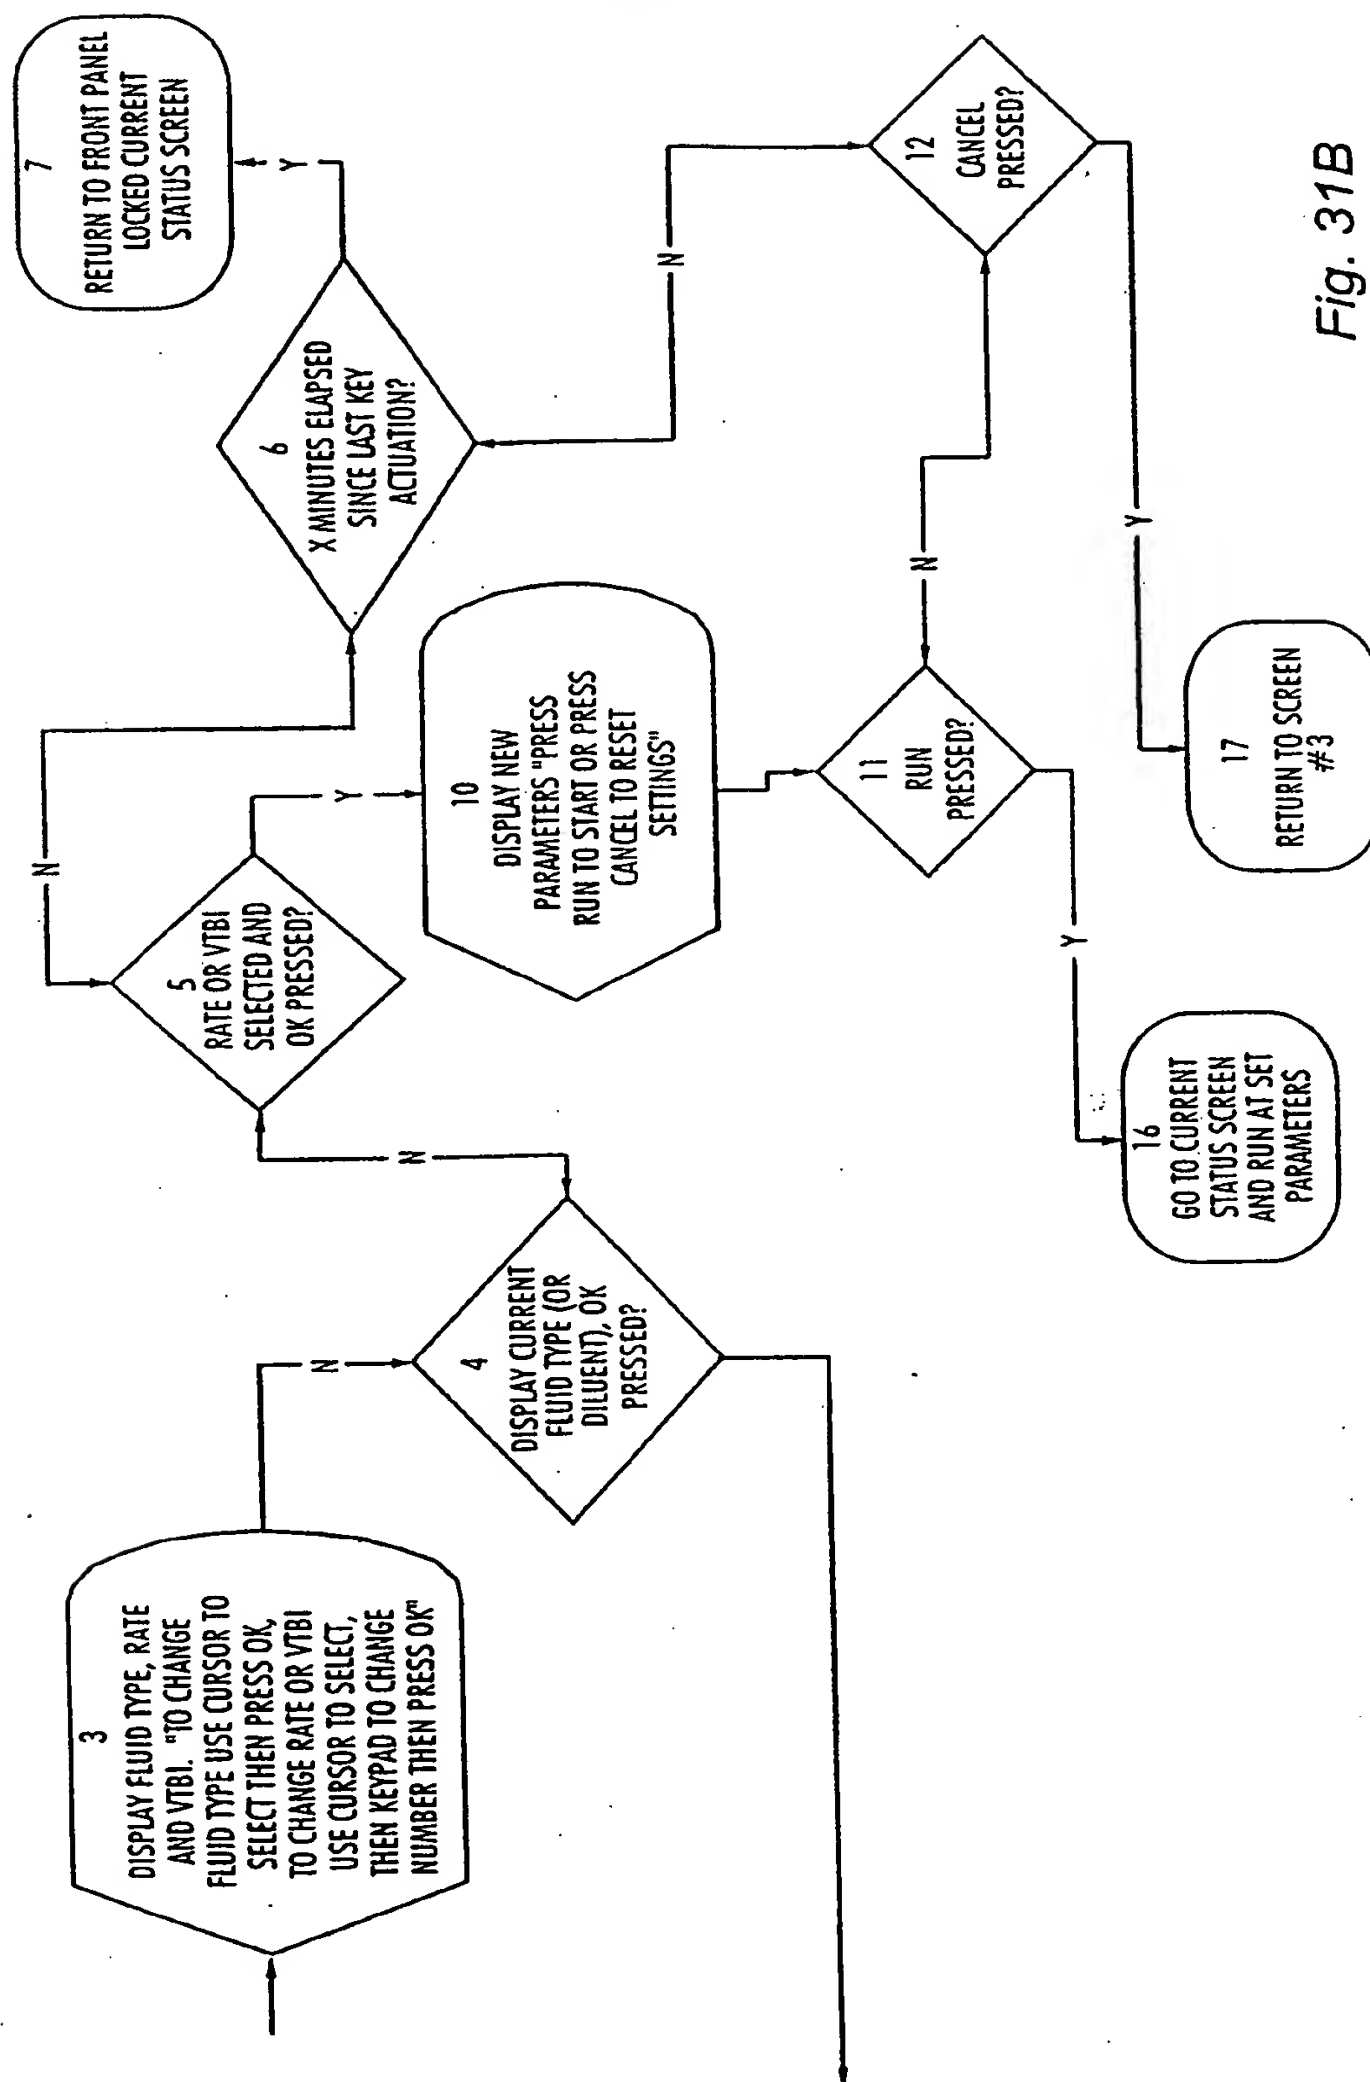 3
DISPLAY FLUID TYPE, RATE
AND VTBI. "TO CHANGE
FLUID TYPE USE CURSOR TO
SELECT THEN PRESS OK,
TO CHANGE RATE OR VTBI
USE CURSOR TO SELECT,
THEN KEYPAD TO CHANGE
NUMBER THEN PRESS OK"
N
4
DISPLAY CURRENT
FLUID TYPE (OR
DILUENT), OK
PRESSED?
N
5
RATE OR VTBI
SELECTED AND
OK PRESSED?
N
Y
6
X MINUTES ELAPSED
SINCE LAST KEY
ACTUATION?
Y
7
RETURN TO FRONT PANEL
LOCKED CURRENT
STATUS SCREEN
10
DISPLAY NEW
PARAMETERS "PRESS
RUN TO START OR PRESS
CANCEL TO RESET
SETTINGS"
N
11
RUN
PRESSED?
N
12
CANCEL
PRESSED?
Y
16
GO TO CURRENT
STATUS SCREEN
AND RUN AT SET
PARAMETERS
Y
17
RETURN TO SCREEN
#3
Fig. 31B